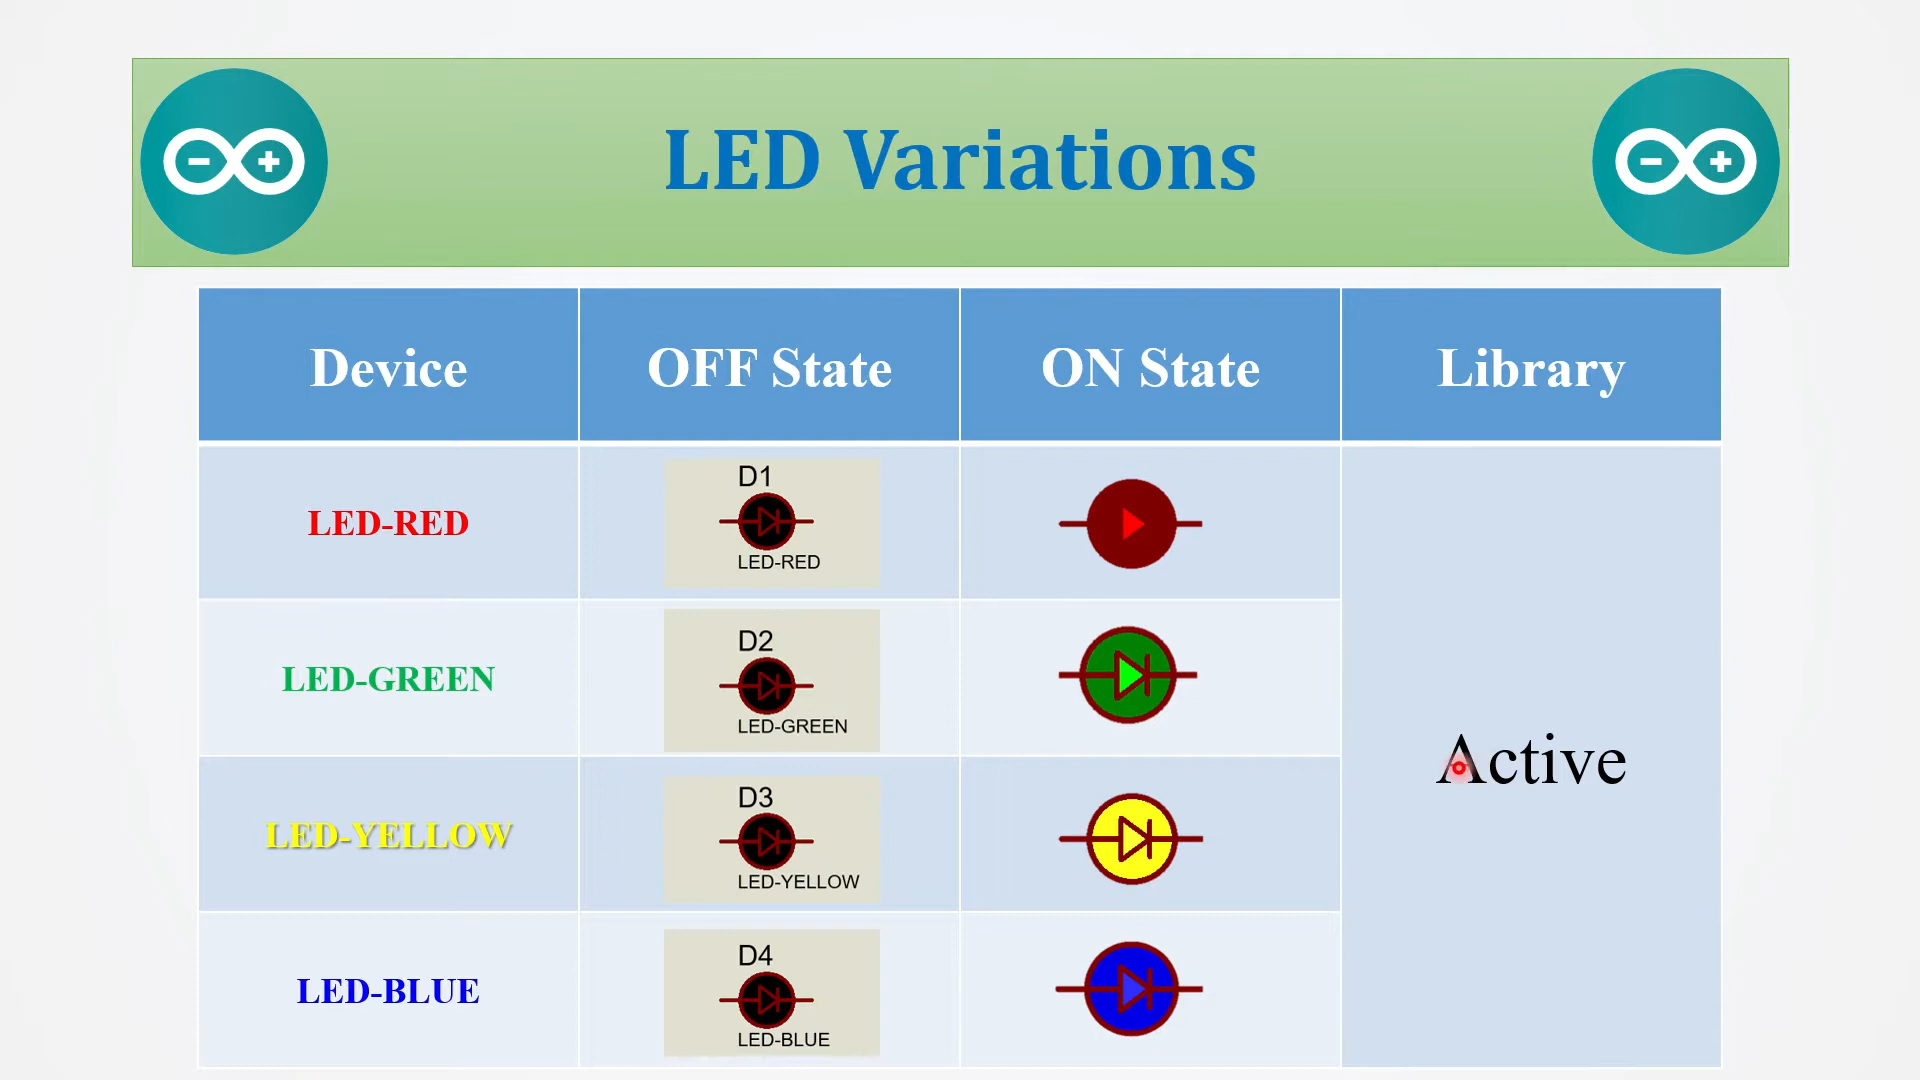 LED Variations
Device
OFF State
ON State
Library
LED-RED
D1
LED-RED
LED-GREEN
D2
LED-GREEN
LED-YELLOW
D3
LED-YELLOW
LED-BLUE
D4
LED-BLUE
Active